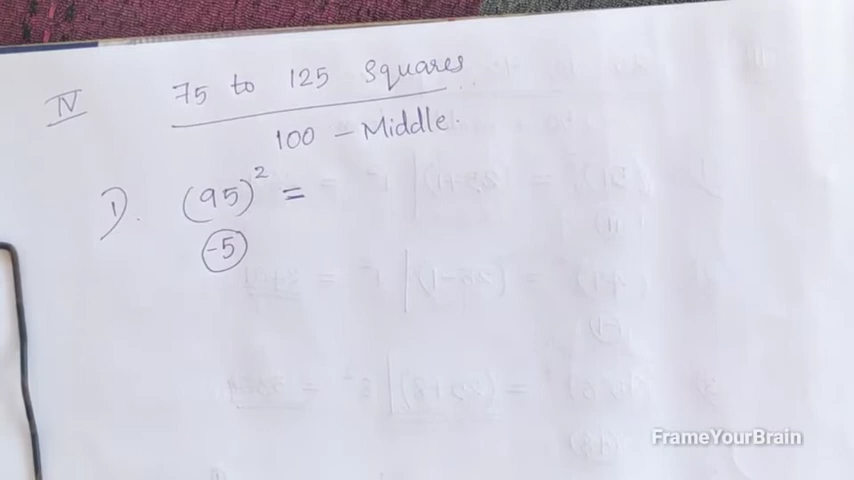 IV 75 to 125 Squares
100 - Middle.
1). (95)² =
-5
FrameYourBrain